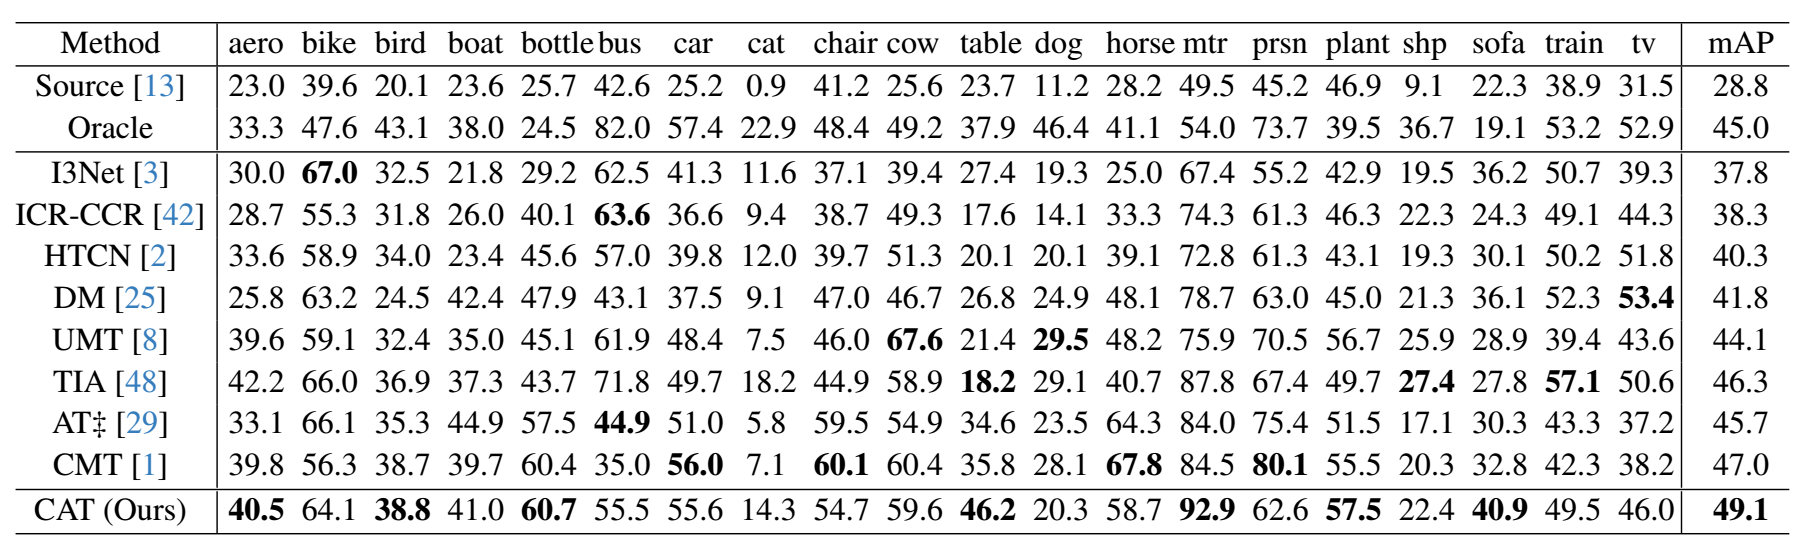 Method aero bike bird boat bottle bus car cat chair cow table dog horse mtr prsn plant shp sofa train tv mAP
Source [13] 23.0 39.6 20.1 23.6 25.7 42.6 25.2 0.9 41.2 25.6 23.7 11.2 28.2 49.5 45.2 46.9 9.1 22.3 38.9 31.5 28.8
Oracle 33.3 47.6 43.1 38.0 24.5 82.0 57.4 22.9 48.4 49.2 37.9 46.4 41.1 54.0 73.7 39.5 36.7 19.1 53.2 52.9 45.0
I3Net [3] 30.0 67.0 32.5 21.8 29.2 62.5 41.3 11.6 37.1 39.4 27.4 19.3 25.0 67.4 55.2 42.9 19.5 36.2 50.7 39.3 37.8
ICR-CCR [42] 28.7 55.3 31.8 26.0 40.1 63.6 36.6 9.4 38.7 49.3 17.6 14.1 33.3 74.3 61.3 46.3 22.3 24.3 49.1 44.3 38.3
HTCN [2] 33.6 58.9 34.0 23.4 45.6 57.0 39.8 12.0 39.7 51.3 20.1 20.1 39.1 72.8 61.3 43.1 19.3 30.1 50.2 51.8 40.3
DM [25] 25.8 63.2 24.5 42.4 47.9 43.1 37.5 9.1 47.0 46.7 26.8 24.9 48.1 78.7 63.0 45.0 21.3 36.1 52.3 53.4 41.8
UMT [8] 39.6 59.1 32.4 35.0 45.1 61.9 48.4 7.5 46.0 67.6 21.4 29.5 48.2 75.9 70.5 56.7 25.9 28.9 39.4 43.6 44.1
TIA [48] 42.2 66.0 36.9 37.3 43.7 71.8 49.7 18.2 44.9 58.9 18.2 29.1 40.7 87.8 67.4 49.7 27.4 27.8 57.1 50.6 46.3
AT‡ [29] 33.1 66.1 35.3 44.9 57.5 44.9 51.0 5.8 59.5 54.9 34.6 23.5 64.3 84.0 75.4 51.5 17.1 30.3 43.3 37.2 45.7
CMT [1] 39.8 56.3 38.7 39.7 60.4 35.0 56.0 7.1 60.1 60.4 35.8 28.1 67.8 84.5 80.1 55.5 20.3 32.8 42.3 38.2 47.0
CAT (Ours) 40.5 64.1 38.8 41.0 60.7 55.5 55.6 14.3 54.7 59.6 46.2 20.3 58.7 92.9 62.6 57.5 22.4 40.9 49.5 46.0 49.1